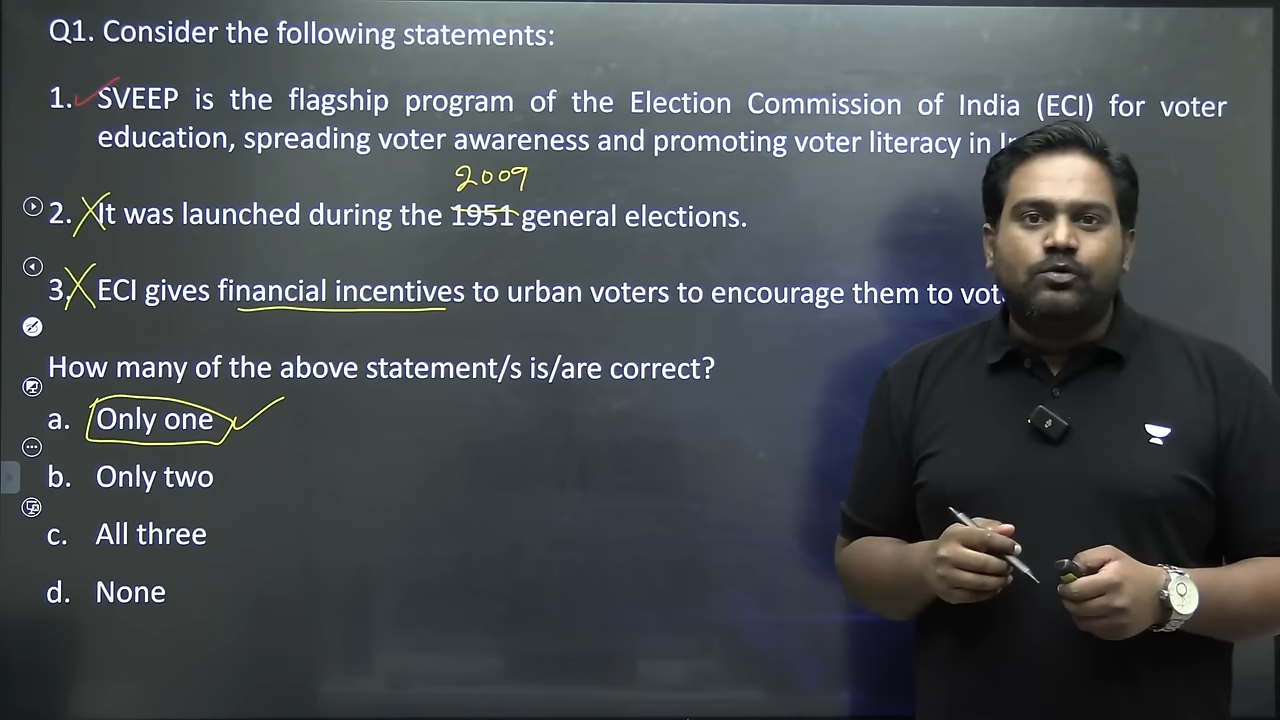 Q1. Consider the following statements:
1. SVEEP is the flagship program of the Election Commission of India (ECI) for voter
education, spreading voter awareness and promoting voter literacy in
2009
2. It was launched during the 1951 general elections.
3. ECI gives financial incentives to urban voters to encourage them to
How many of the above statement/s is/are correct?
a. Only one
b. Only two
c. All three
d. None